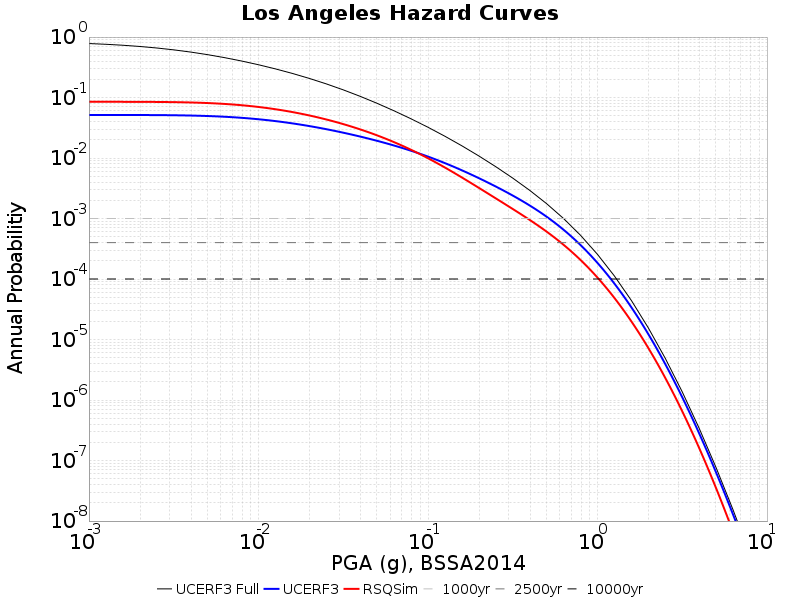 Los Angeles Hazard Curves
Annual Probabilitiy
10^0
10^-1
10^-2
10^-3
10^-4
10^-5
10^-6
10^-7
10^-8
10^-3 10^-2 10^-1 10^0 10^1
PGA (g), BSSA2014
UCERF3 Full UCERF3 RSQSim 1000yr 2500yr 10000yr